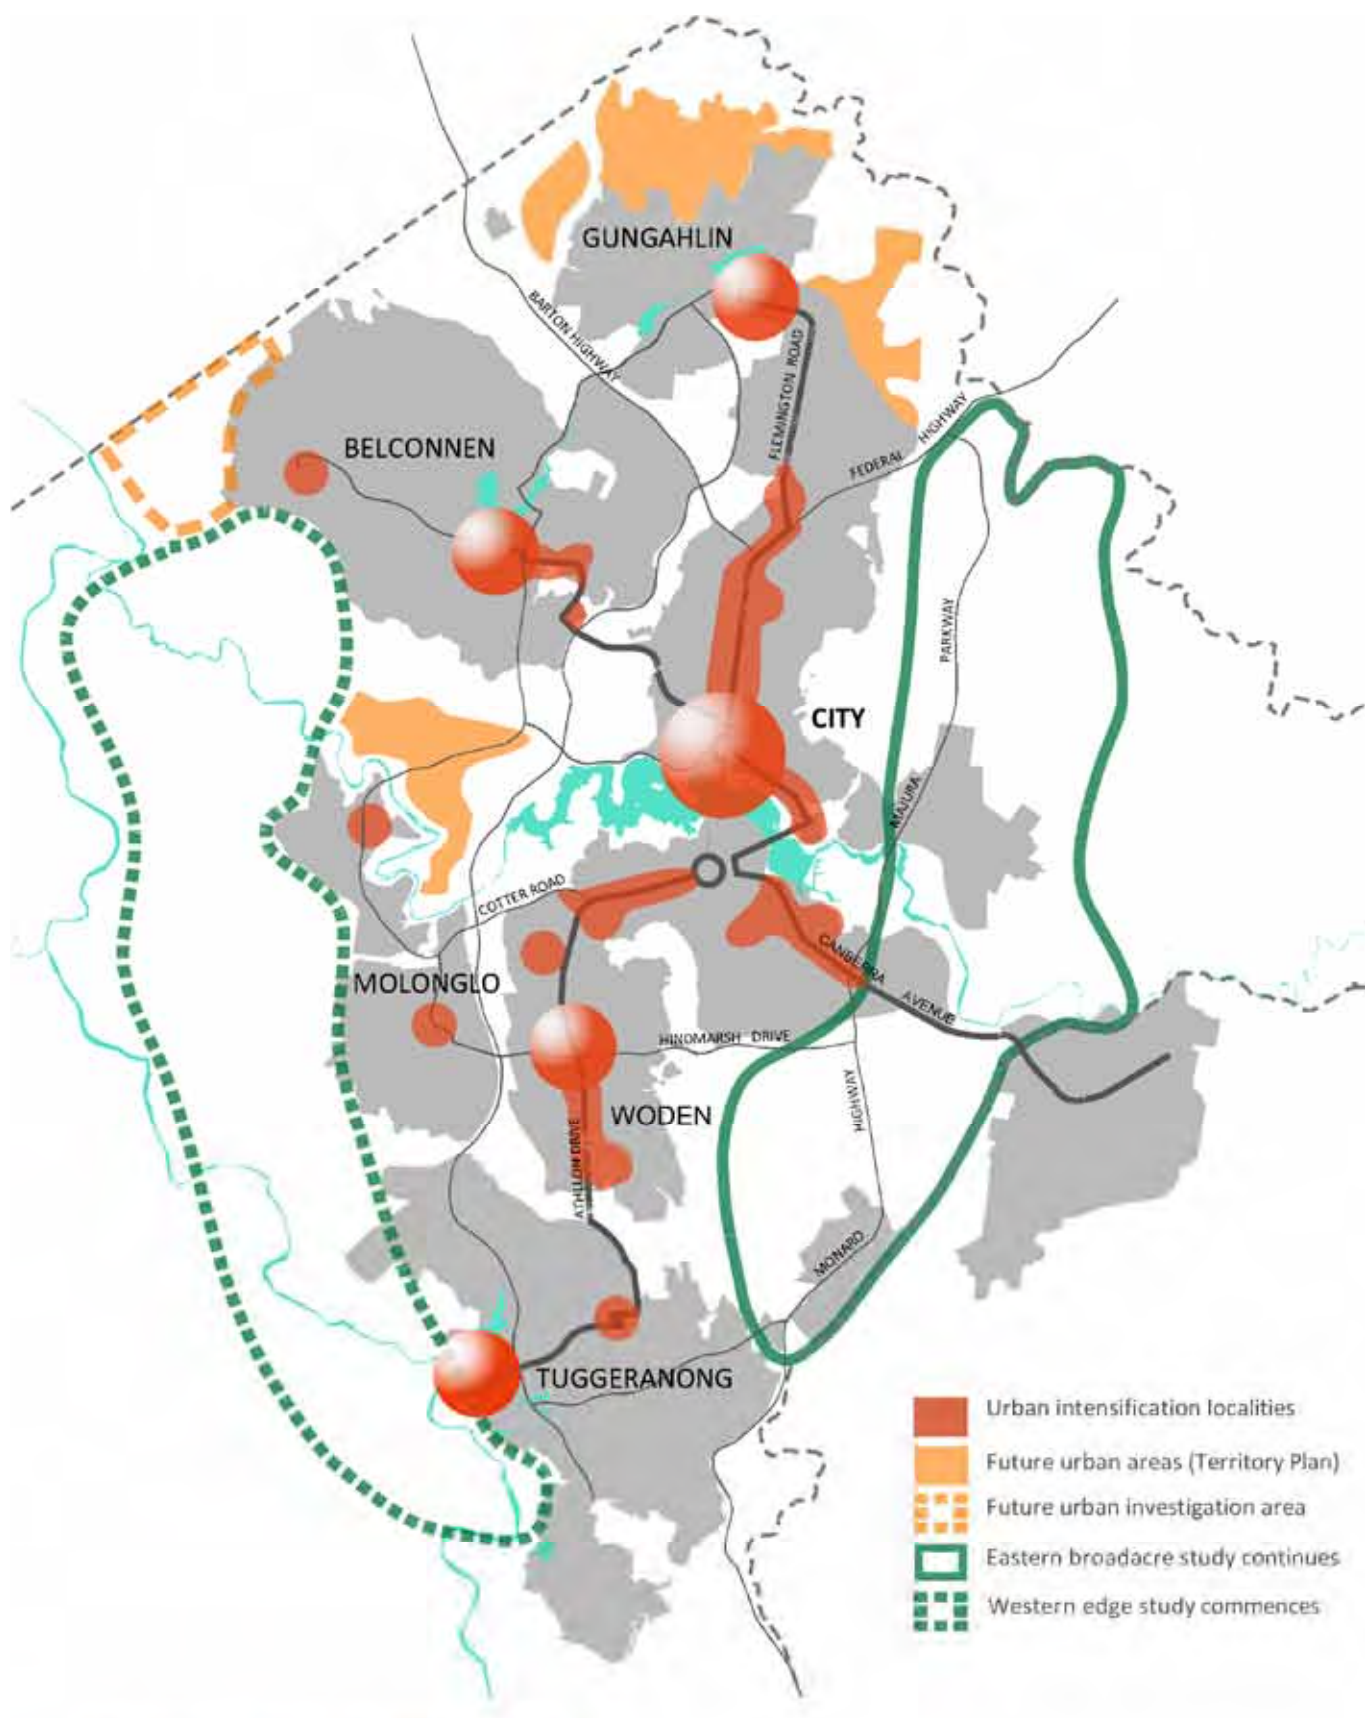 GUNGAHLIN
BARTON HIGHWAY
FLEMINGTON ROAD
BELCONNEN
FEDERAL HIGHWAY
PARKWAY
CITY
MAJURA
COTTER ROAD
CANBERRA AVENUE
MOLONGLO
HINDMARSH DRIVE
WODEN
HIGHWAY
ATHLLON DRIVE
MONARO
TUGGERANONG
Urban intensification localities
Future urban areas (Territory Plan)
Future urban investigation area
Eastern broadacre study continues
Western edge study commences